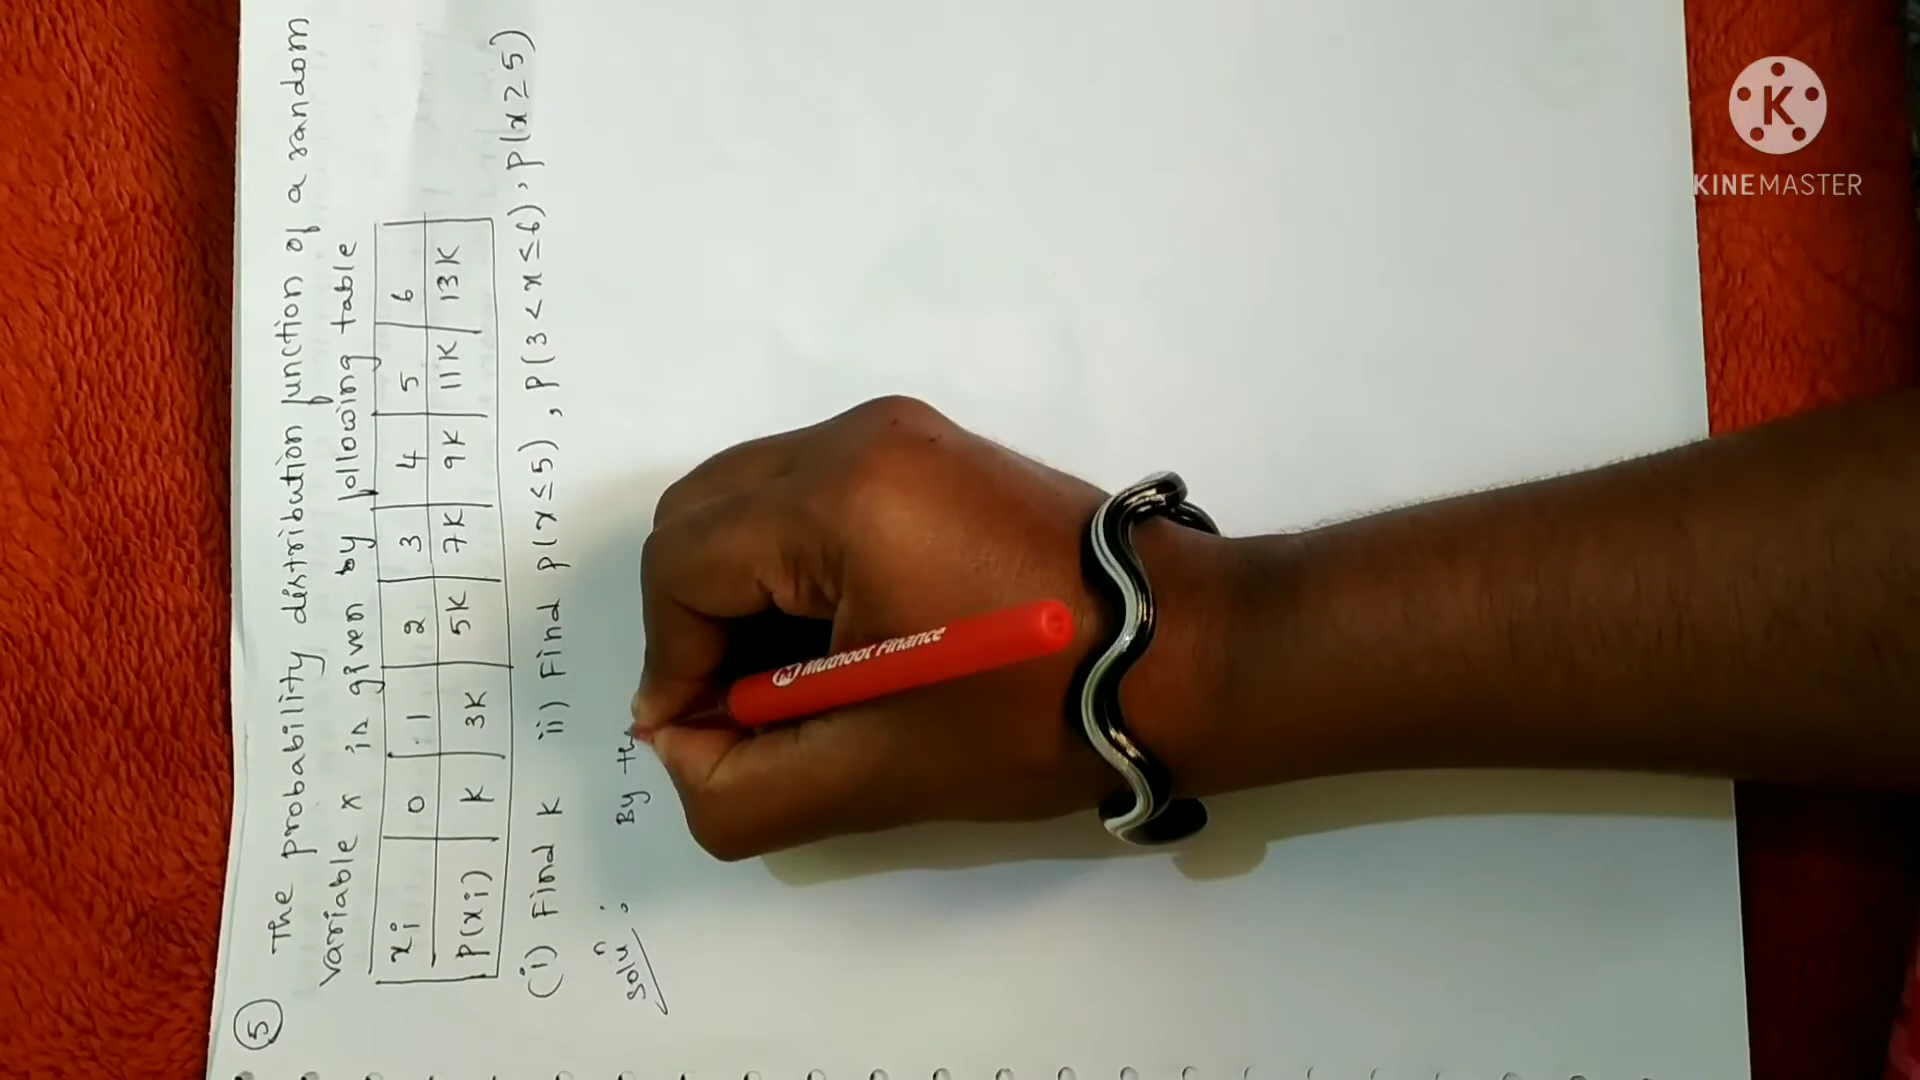 5 The probability distribution function of a random
variable x is given by following table
xi 0 1 2 3 4 5 6
P(xi) K 3K 5K 7K 9K 11K 13K
(i) Find K ii) Find P(x ≤ 5), P(3 < x ≤ 6), P(x ≥ 5)
Soln : By th
Muthoot Finance
K
KINEMASTER